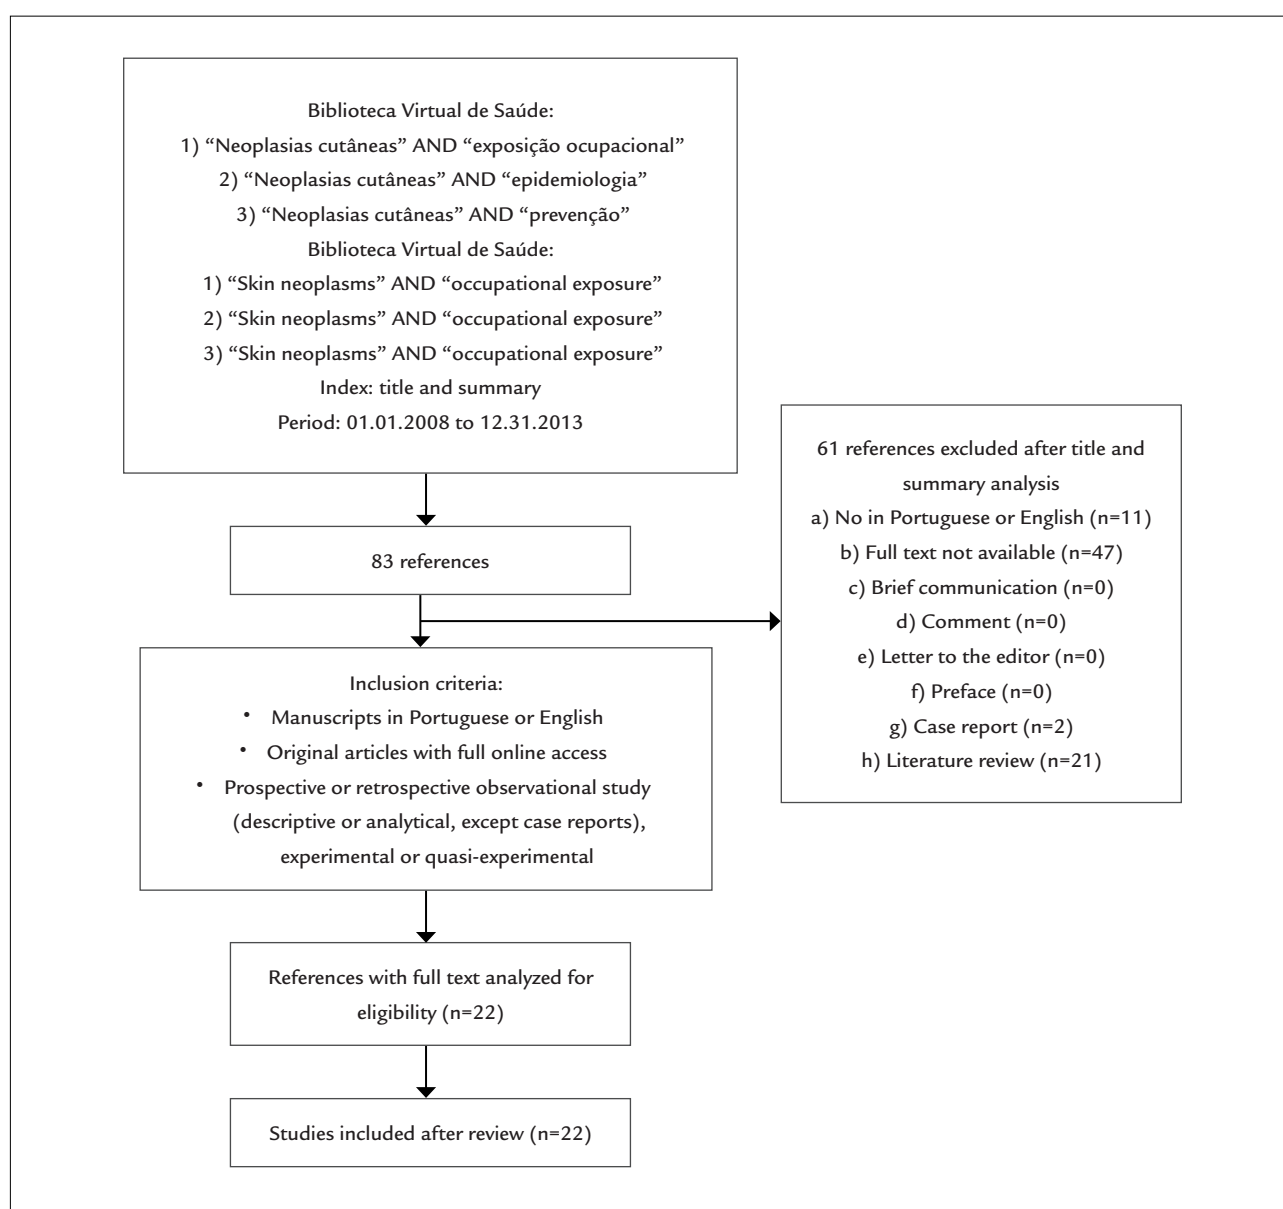 Biblioteca Virtual de Saúde:
1) “Neoplasias cutâneas” AND “exposição ocupacional”
2) “Neoplasias cutâneas” AND “epidemiologia”
3) “Neoplasias cutâneas” AND “prevenção”
Biblioteca Virtual de Saúde:
1) “Skin neoplasms” AND “occupational exposure”
2) “Skin neoplasms” AND “occupational exposure”
3) “Skin neoplasms” AND “occupational exposure”
Index: title and summary
Period: 01.01.2008 to 12.31.2013
83 references
61 references excluded after title and
summary analysis
a) No in Portuguese or English (n=11)
b) Full text not available (n=47)
c) Brief communication (n=0)
d) Comment (n=0)
e) Letter to the editor (n=0)
f) Preface (n=0)
g) Case report (n=2)
h) Literature review (n=21)
Inclusion criteria:
• Manuscripts in Portuguese or English
• Original articles with full online access
• Prospective or retrospective observational study
(descriptive or analytical, except case reports),
experimental or quasi-experimental
References with full text analyzed for
eligibility (n=22)
Studies included after review (n=22)